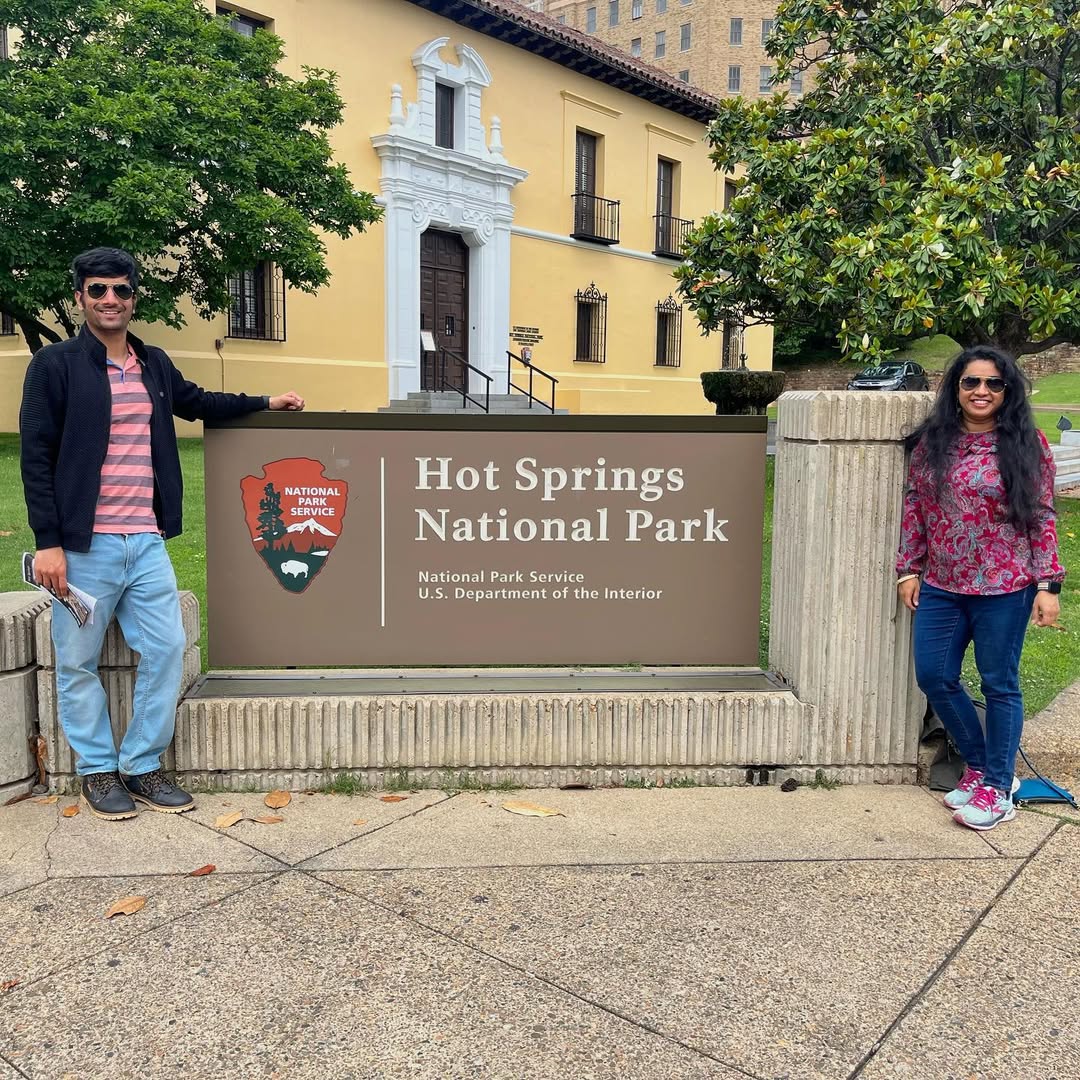 NATIONAL
PARK
SERVICE
Hot Springs
National Park
National Park Service
U.S. Department of the Interior